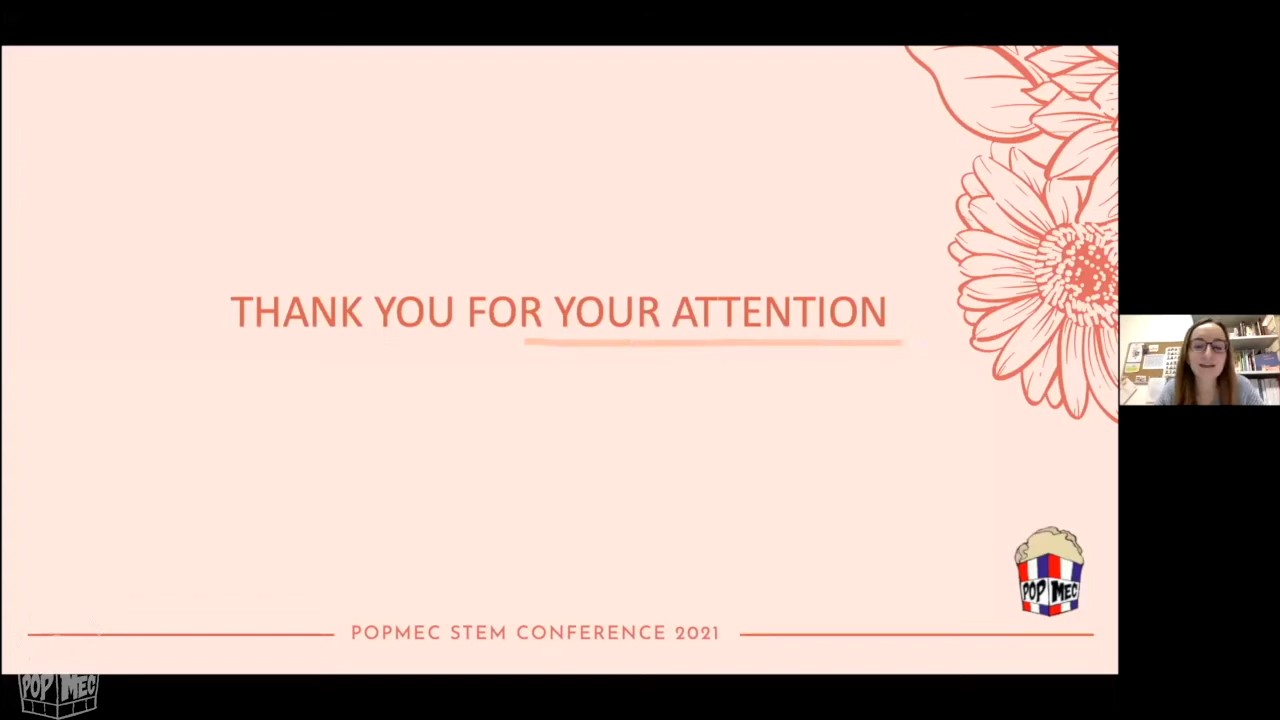 THANK YOU FOR YOUR ATTENTION
POP MEC
POPMEC STEM CONFERENCE 2021
POP MEC